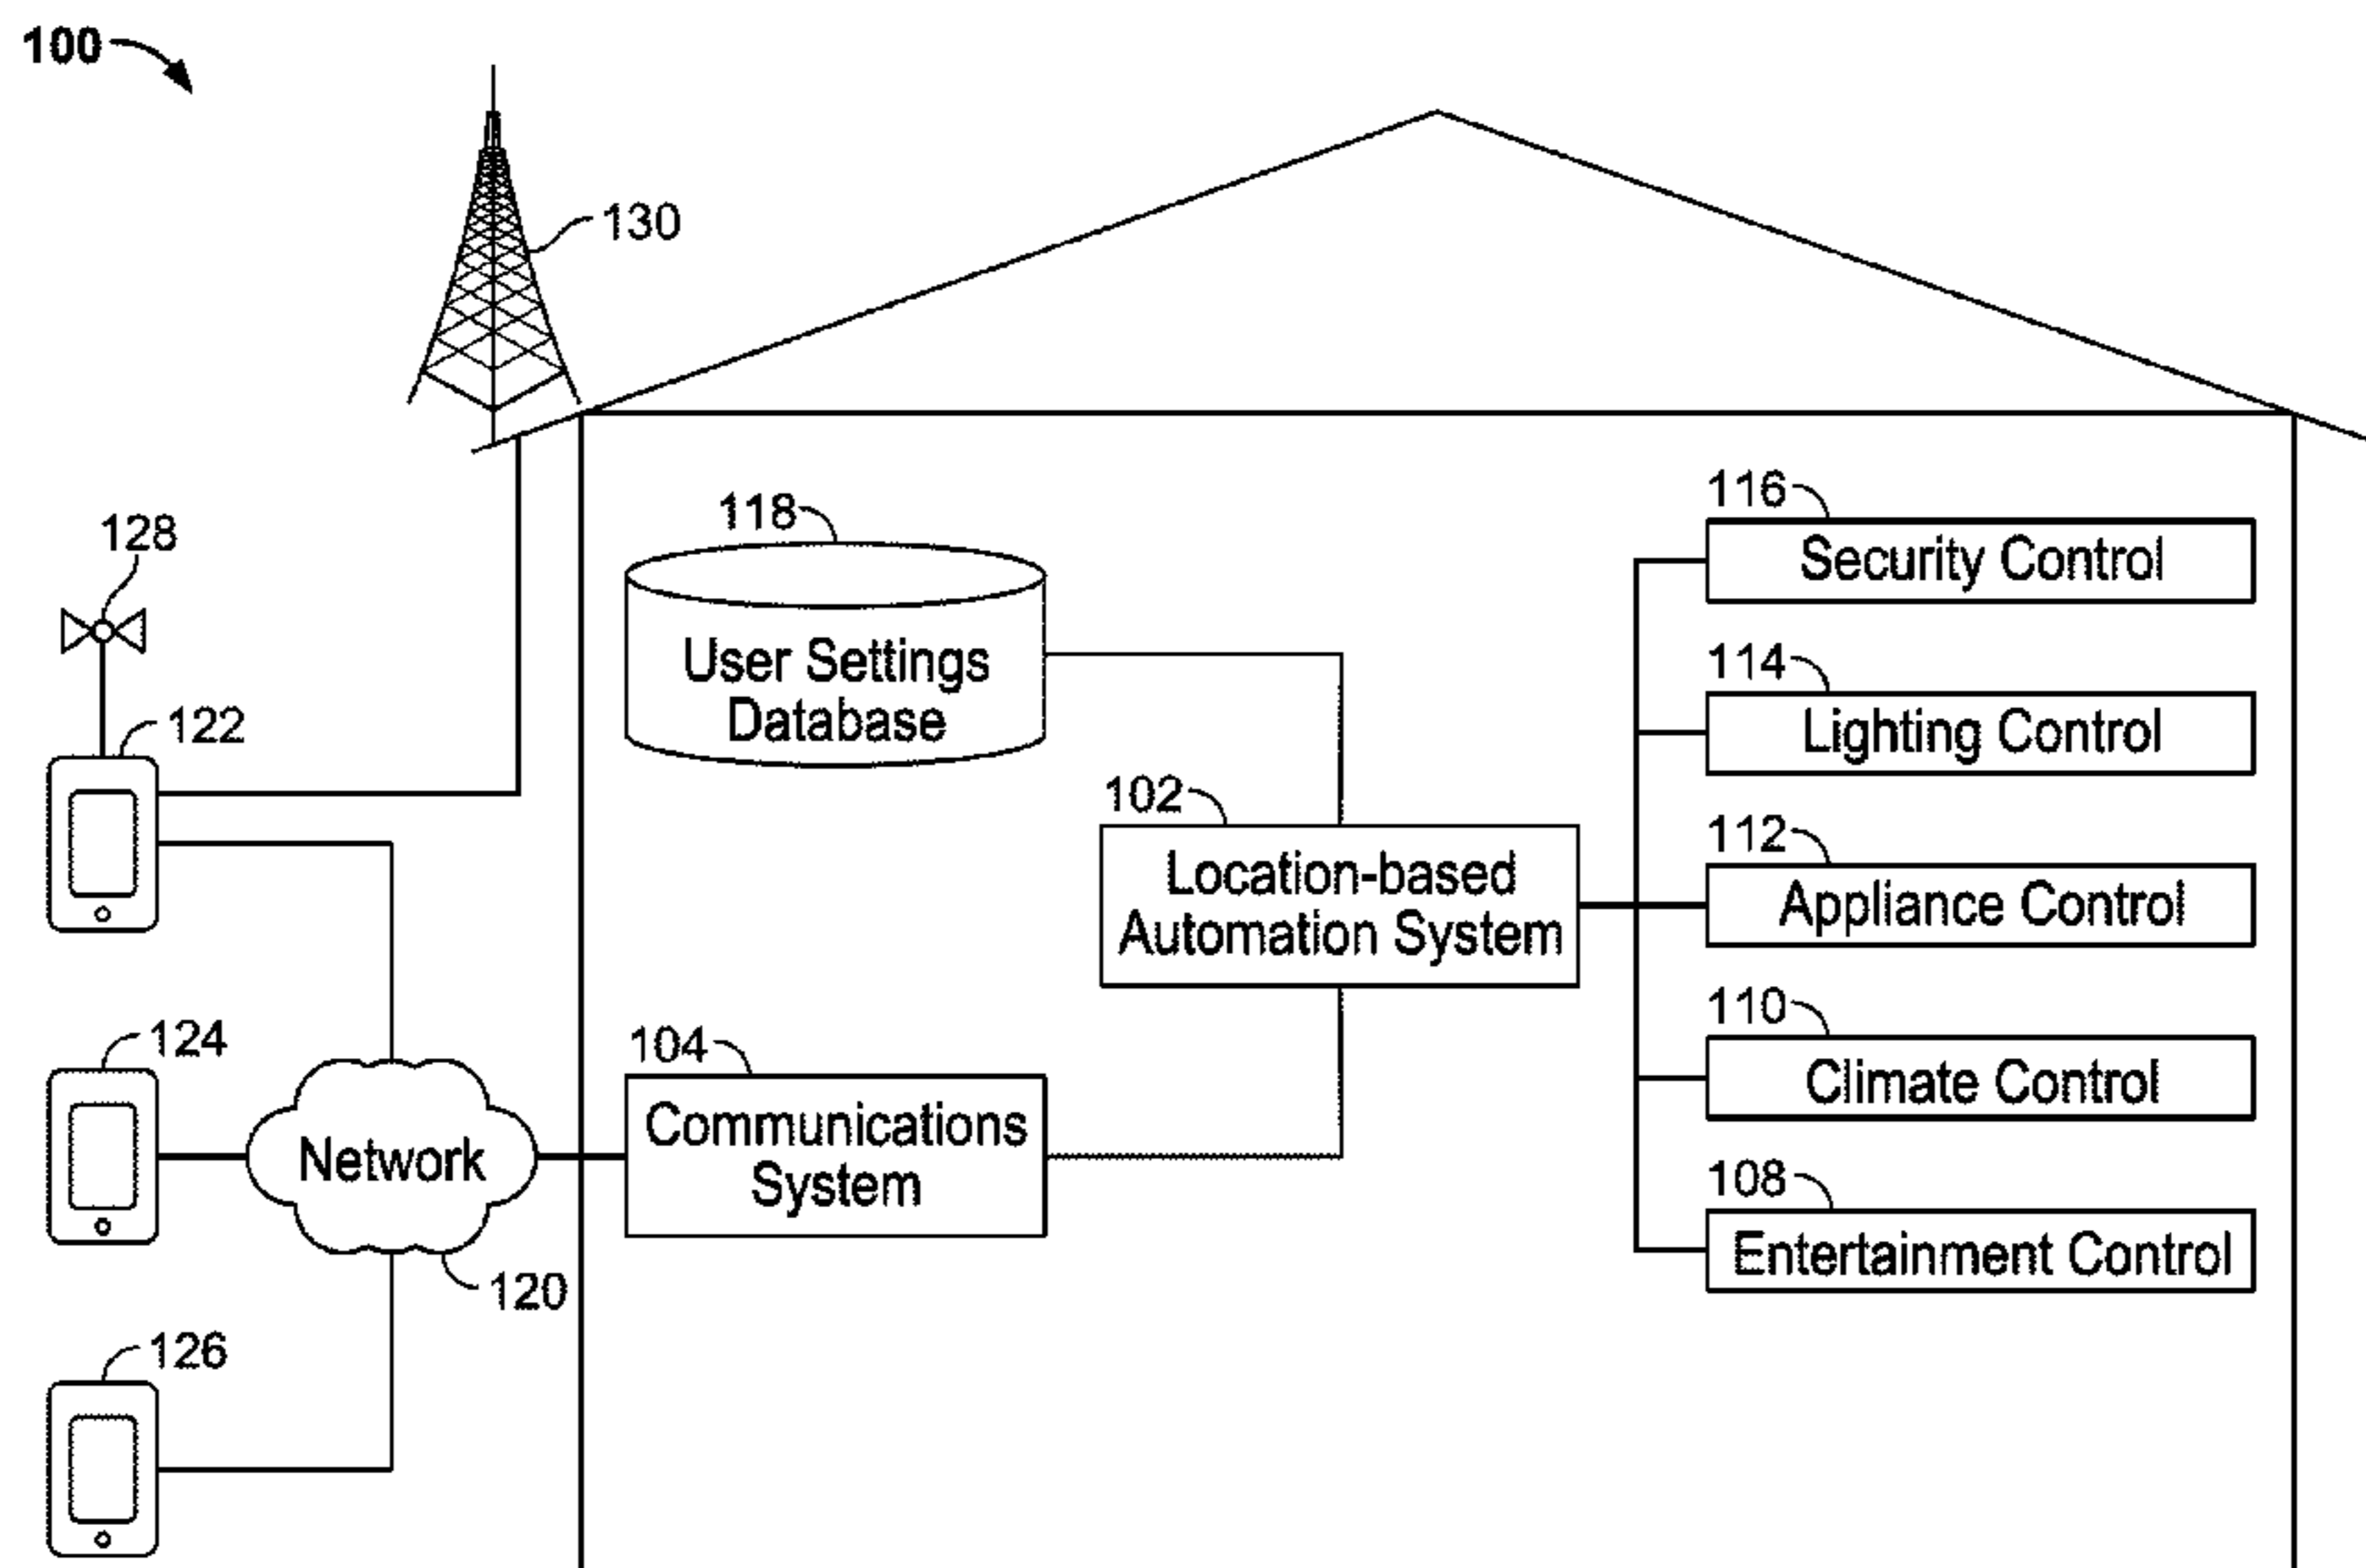 100
130
128
122
118
User Settings
Database
116
Security Control
114
Lighting Control
102
Location-based
Automation System
112
Appliance Control
110
Climate Control
108
Entertainment Control
124
Network
120
104
Communications
System
126